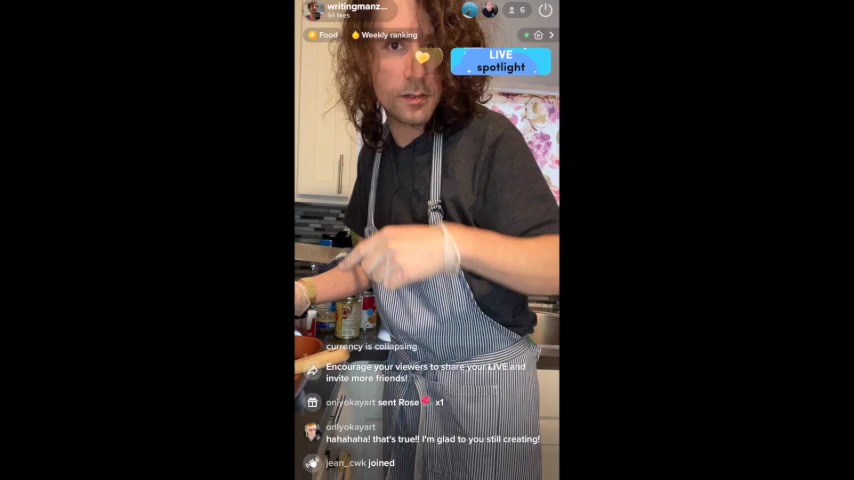 writingmanz...
64 likes
6
Food
Weekly ranking
LIVE
spotlight
currency is collapsing
Encourage your viewers to share your LIVE and
invite more friends!
onlyokayart sent Rose x1
onlyokayart
hahahaha! that's true!! I'm glad to you still creating!
jean_cwk joined